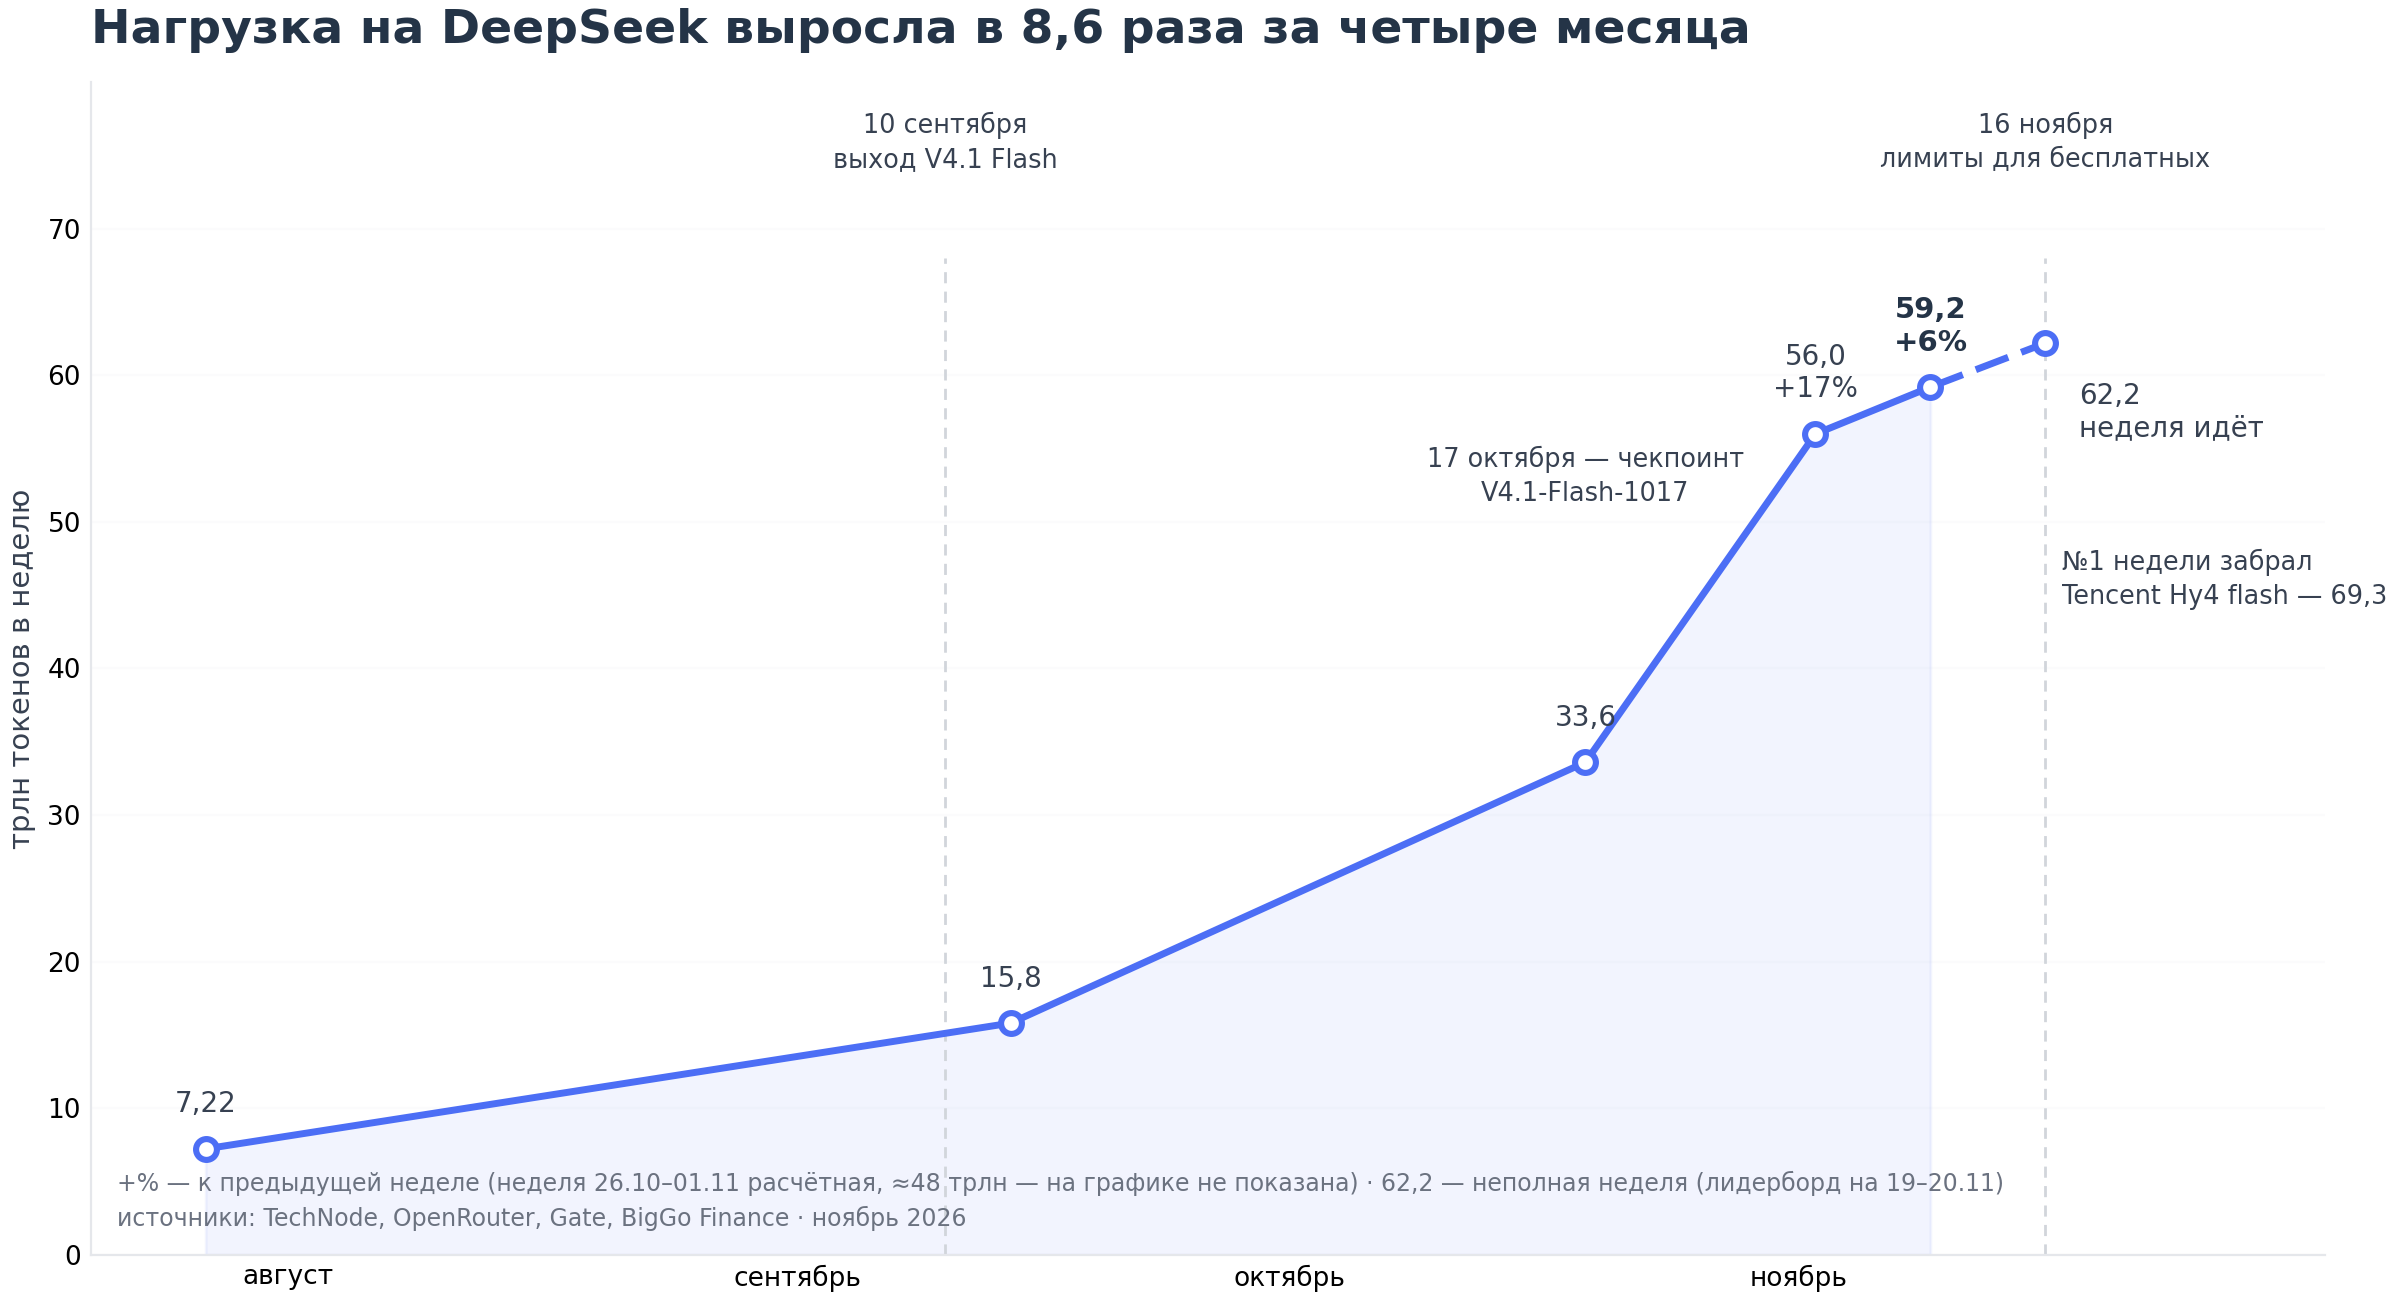 Нагрузка на DeepSeek выросла в 8,6 раза за четыре месяца
10 сентября
выход V4.1 Flash
16 ноября
лимиты для бесплатных
трлн токенов в неделю
70
60
50
40
30
20
10
0
59,2
+6%
56,0
+17%
62,2
неделя идёт
17 октября — чекпоинт
V4.1-Flash-1017
№1 недели забрал
Tencent Hy4 flash — 69,3
33,6
15,8
7,22
+% — к предыдущей неделе (неделя 26.10–01.11 расчётная, ≈48 трлн — на графике не показана) · 62,2 — неполная неделя (лидерборд на 19–20.11)
источники: TechNode, OpenRouter, Gate, BigGo Finance · ноябрь 2026
август
сентябрь
октябрь
ноябрь